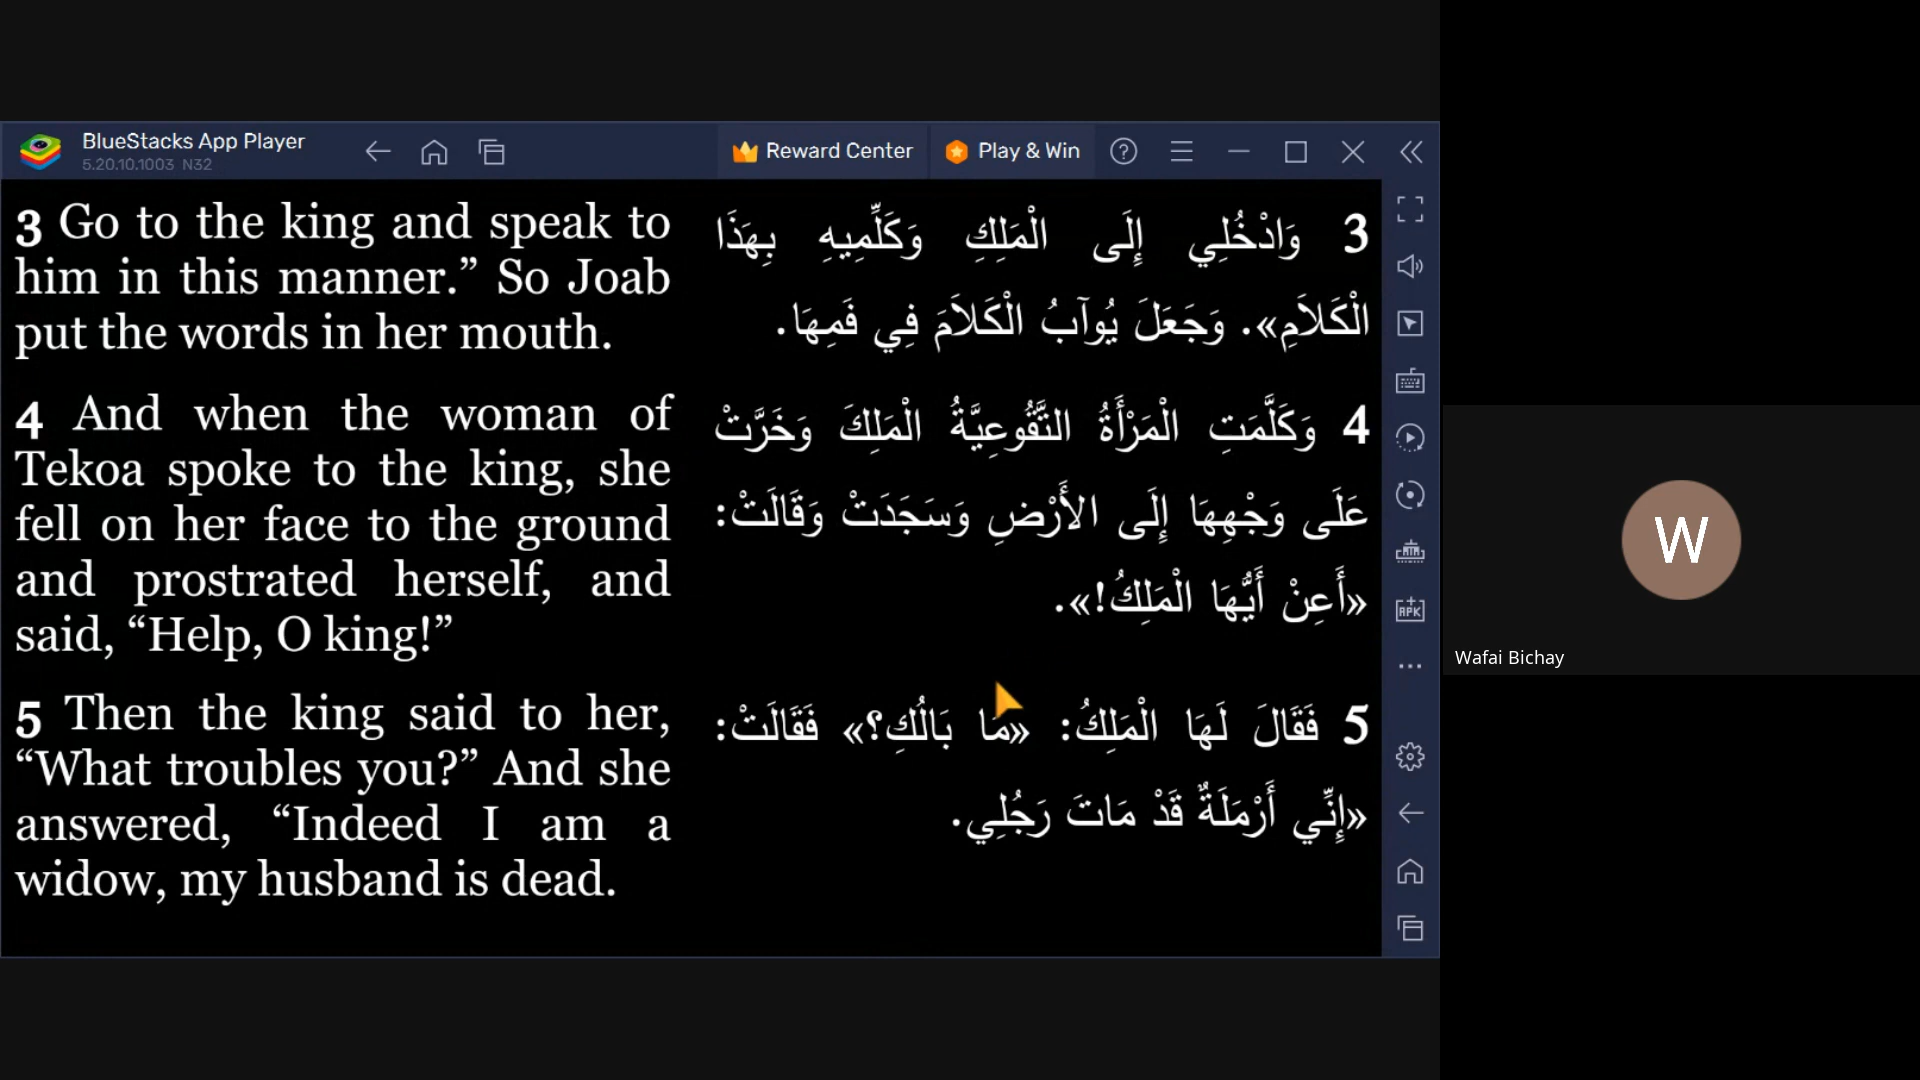 BlueStacks App Player
5.20.10.1003 N32
Reward Center
Play & Win
3 Go to the king and speak to
him in this manner.” So Joab
put the words in her mouth.
4 And when the woman of
Tekoa spoke to the king, she
fell on her face to the ground
and prostrated herself, and
said, “Help, O king!”
5 Then the king said to her,
“What troubles you?” And she
answered, “Indeed I am a
widow, my husband is dead.
3 وَادْخُلِي إِلَى الْمَلِكِ وَكَلِّمِيهِ بِهَذَا
الْكَلاَمِ». وَجَعَلَ يُوآبُ الْكَلاَمَ فِي فَمِهَا.
4 وَكَلَّمَتِ الْمَرْأَةُ التَّقُوعِيَّةُ الْمَلِكَ وَخَرَّتْ
عَلَى وَجْهِهَا إِلَى الأَرْضِ وَسَجَدَتْ وَقَالَتْ:
«أَعِنْ أَيُّهَا الْمَلِكُ!».
5 فَقَالَ لَهَا الْمَلِكُ: «مَا بَالُكِ؟» فَقَالَتْ:
«إِنِّي أَرْمَلَةٌ قَدْ مَاتَ رَجُلِي.
APK
W
Wafai Bichay